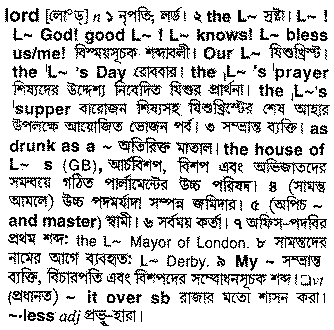 lord [লোড্] n ১ নৃপতি, লর্ড। ২ the L~ স্রষ্টা। L~ !
L~ God! good L~ ! L~ knows! L~ bless
us/me! বিস্ময়সূচক শব্দাবলী। Our L~ যিশুখ্রিস্ট।
the L~'s Day রোববার। the L~'s prayer
শিষ্যদের উদ্দেশ্যে নিবেদিত যিশুর প্রার্থনা। the L~'s
supper বারোজন শিষ্যসহ যিশুখ্রিস্টের শেষ আহার
উপলক্ষে আয়োজিত ভোজন পর্ব। ৩ সম্ভ্রান্ত ব্যক্তি। as
drunk as a ~ অতিরিক্ত মাতাল। the house of
L~ s (GB), আর্চবিশপ, বিশপ এবং অভিজাতদের
সমন্বয়ে গঠিত পার্লামেন্টের উচ্চ পরিষদ। ৪ (সামন্ত
আমলে) উচ্চ পদমর্যাদা সম্পন্ন জমিদার। ৫ (অপিচ ~
and master) স্বামী। ৬ সর্বময় কর্তা। ৭ অফিস-পদবির
প্রথম শব্দ: the L~ Mayor of London. ৮ সামন্তদের
নামের আগে ব্যবহৃত: L~ Derby. ৯ My ~ সম্ভ্রান্ত
ব্যক্তি, বিচারপতি এবং বিশপদের সম্বোধনসূচক শব্দ। □vi
(প্রধানত) ~ it over sb রাজার মতো শাসন করা।
~-less adj প্রভু-হারা।